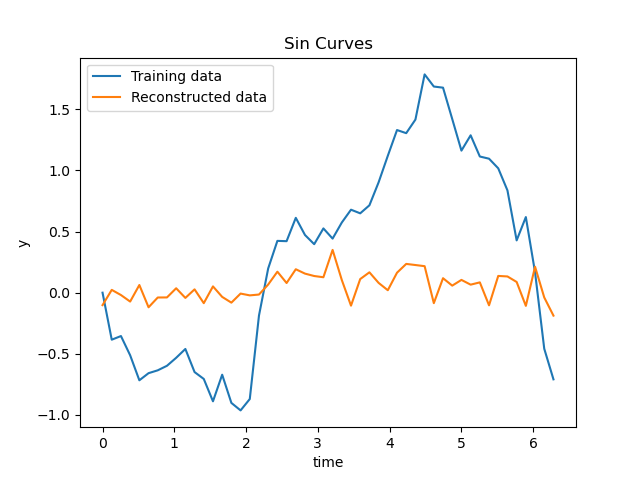 Sin Curves
Training data
Reconstructed data
y
1.5
1.0
0.5
0.0
−0.5
−1.0
0 1 2 3 4 5 6
time